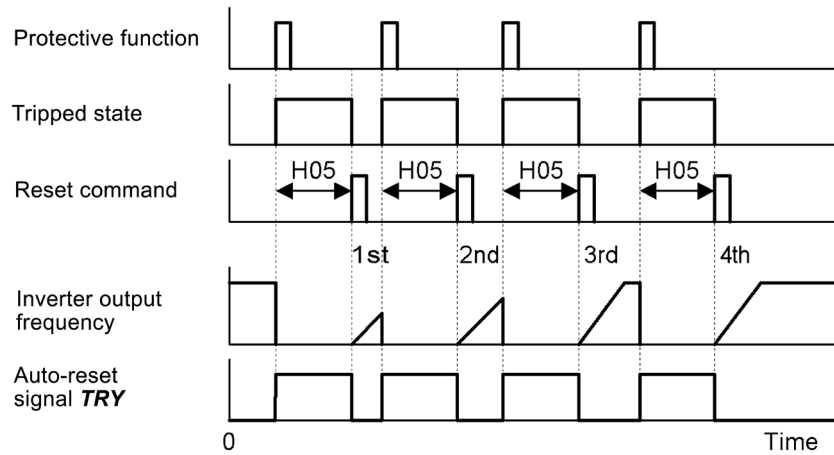 Protective function
Tripped state
H05 H05 H05 H05
Reset command
1st 2nd 3rd 4th
Inverter output
frequency
Auto-reset
signal TRY
0 Time